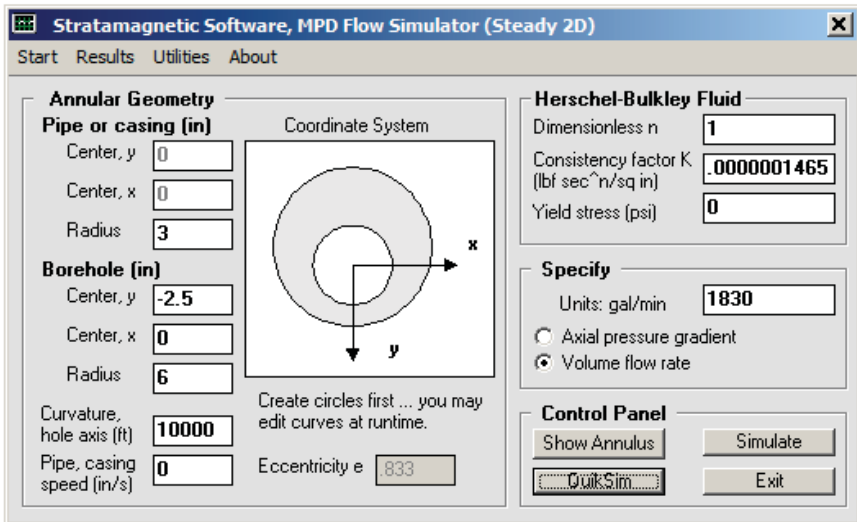 Stratamagnetic Software, MPD Flow Simulator (Steady 2D)
Start Results Utilities About
Annular Geometry
Pipe or casing (in)
Center, y 0
Center, x 0
Radius 3
Borehole (in)
Center, y -2.5
Center, x 0
Radius 6
Curvature,
hole axis (ft) 10000
Pipe, casing
speed (in/s) 0
Coordinate System
x
y
Create circles first ... you may
edit curves at runtime.
Eccentricity e .833
Herschel-Bulkley Fluid
Dimensionless n 1
Consistency factor K
(lbf sec^n/sq in) .0000001465
Yield stress (psi) 0
Specify
Units: gal/min 1830
Axial pressure gradient
Volume flow rate
Control Panel
Show Annulus Simulate
QuikSim Exit